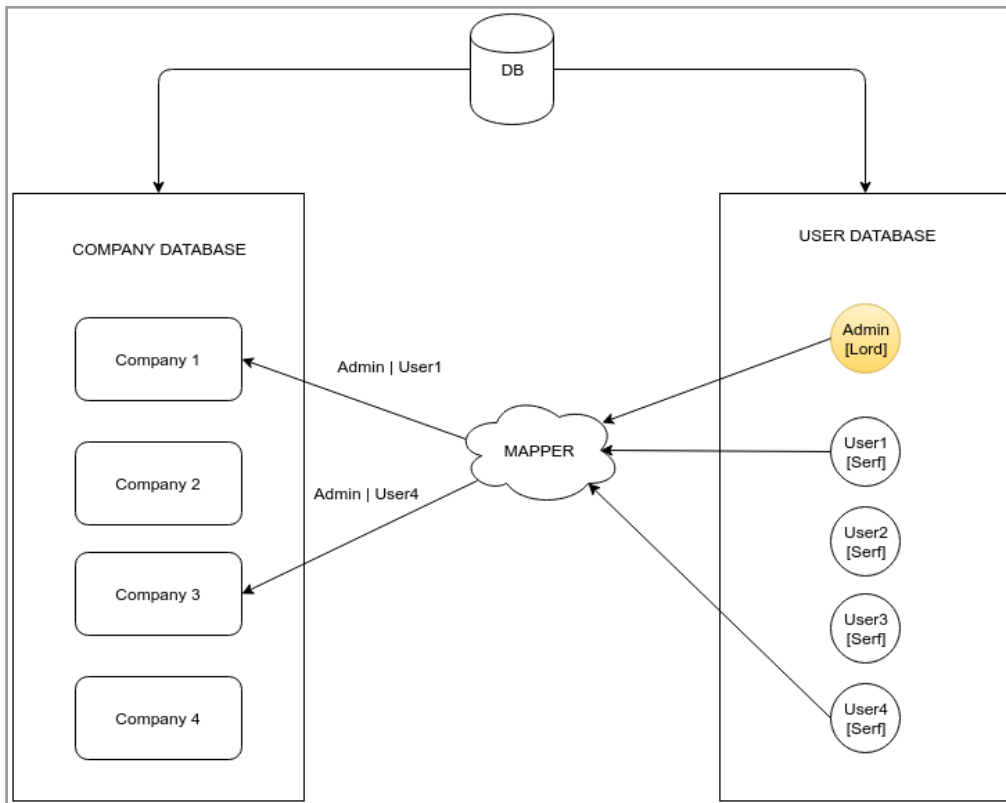 DB
COMPANY DATABASE
Company 1
Company 2
Company 3
Company 4
Admin | User1
Admin | User4
MAPPER
USER DATABASE
Admin
[Lord]
User1
[Serf]
User2
[Serf]
User3
[Serf]
User4
[Serf]